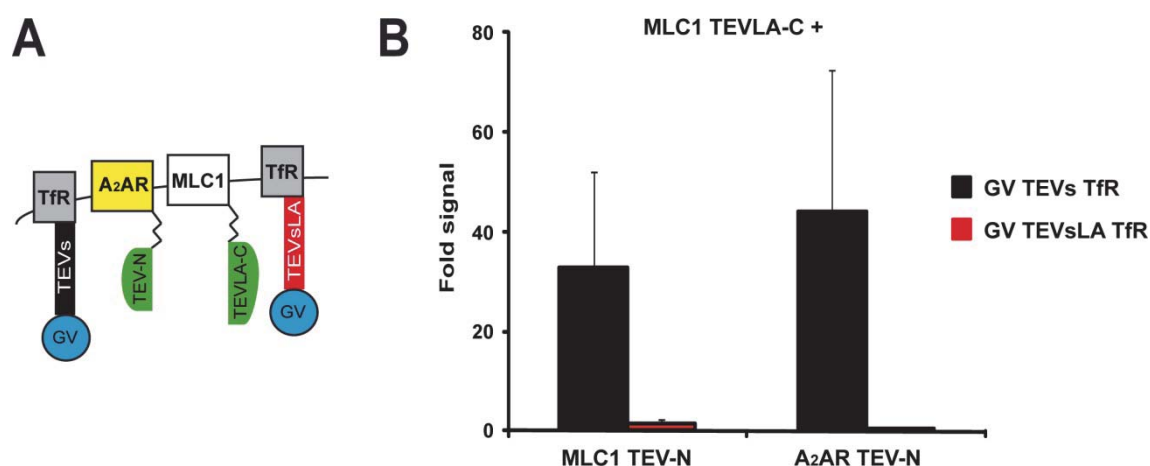 A
TfR
A2AR
MLC1
TfR
TEVs
TEV-N
TEVLA-C
TEVsLA
GV
GV
B
MLC1 TEVLA-C +
Fold signal
80
60
40
20
0
MLC1 TEV-N
A2AR TEV-N
GV TEVs TfR
GV TEVsLA TfR